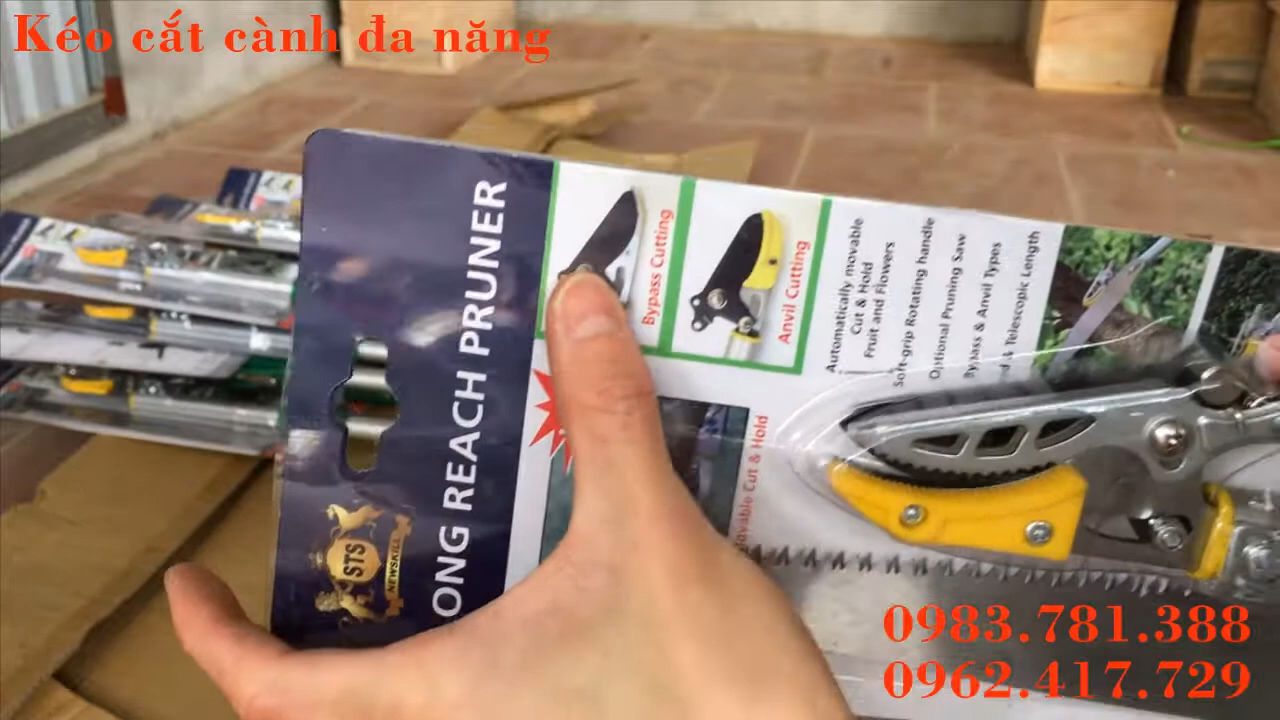 Kéo cắt cành đa năng
ONG REACH PRUNER
Bypass Cutting
Anvil Cutting
Automatically movable
Cut & Hold
Fruit and Flowers
Soft-grip Rotating handle
Optional Pruning Saw
Bypass & Anvil Types
& Telescopic Length
Cut & Hold
STS
NEWSKILL
0983.781.388
0962.417.729